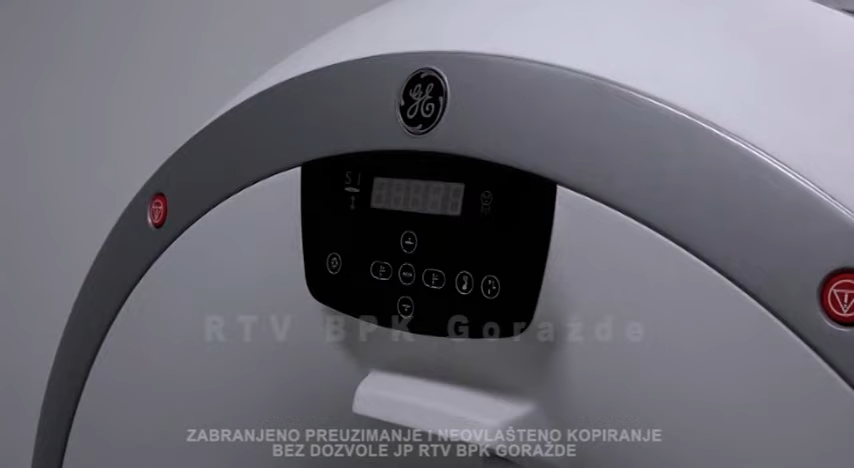 GE
RTV BPK Goražde
ZABRANJENO PREUZIMANJE I NEOVLAŠTENO KOPIRANJE
BEZ DOZVOLE JP RTV BPK GORAŽDE